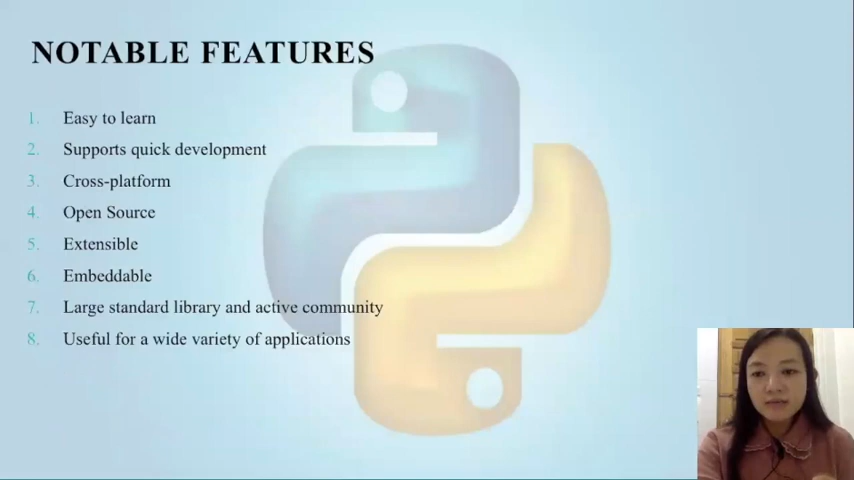 NOTABLE FEATURES
1. Easy to learn
2. Supports quick development
3. Cross-platform
4. Open Source
5. Extensible
6. Embeddable
7. Large standard library and active community
8. Useful for a wide variety of applications